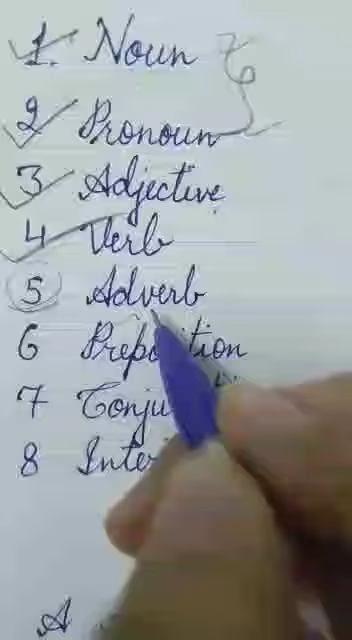 1. Noun
2 Pronoun
3 Adjective
4 Verb
5 Adverb
6
7
8
A